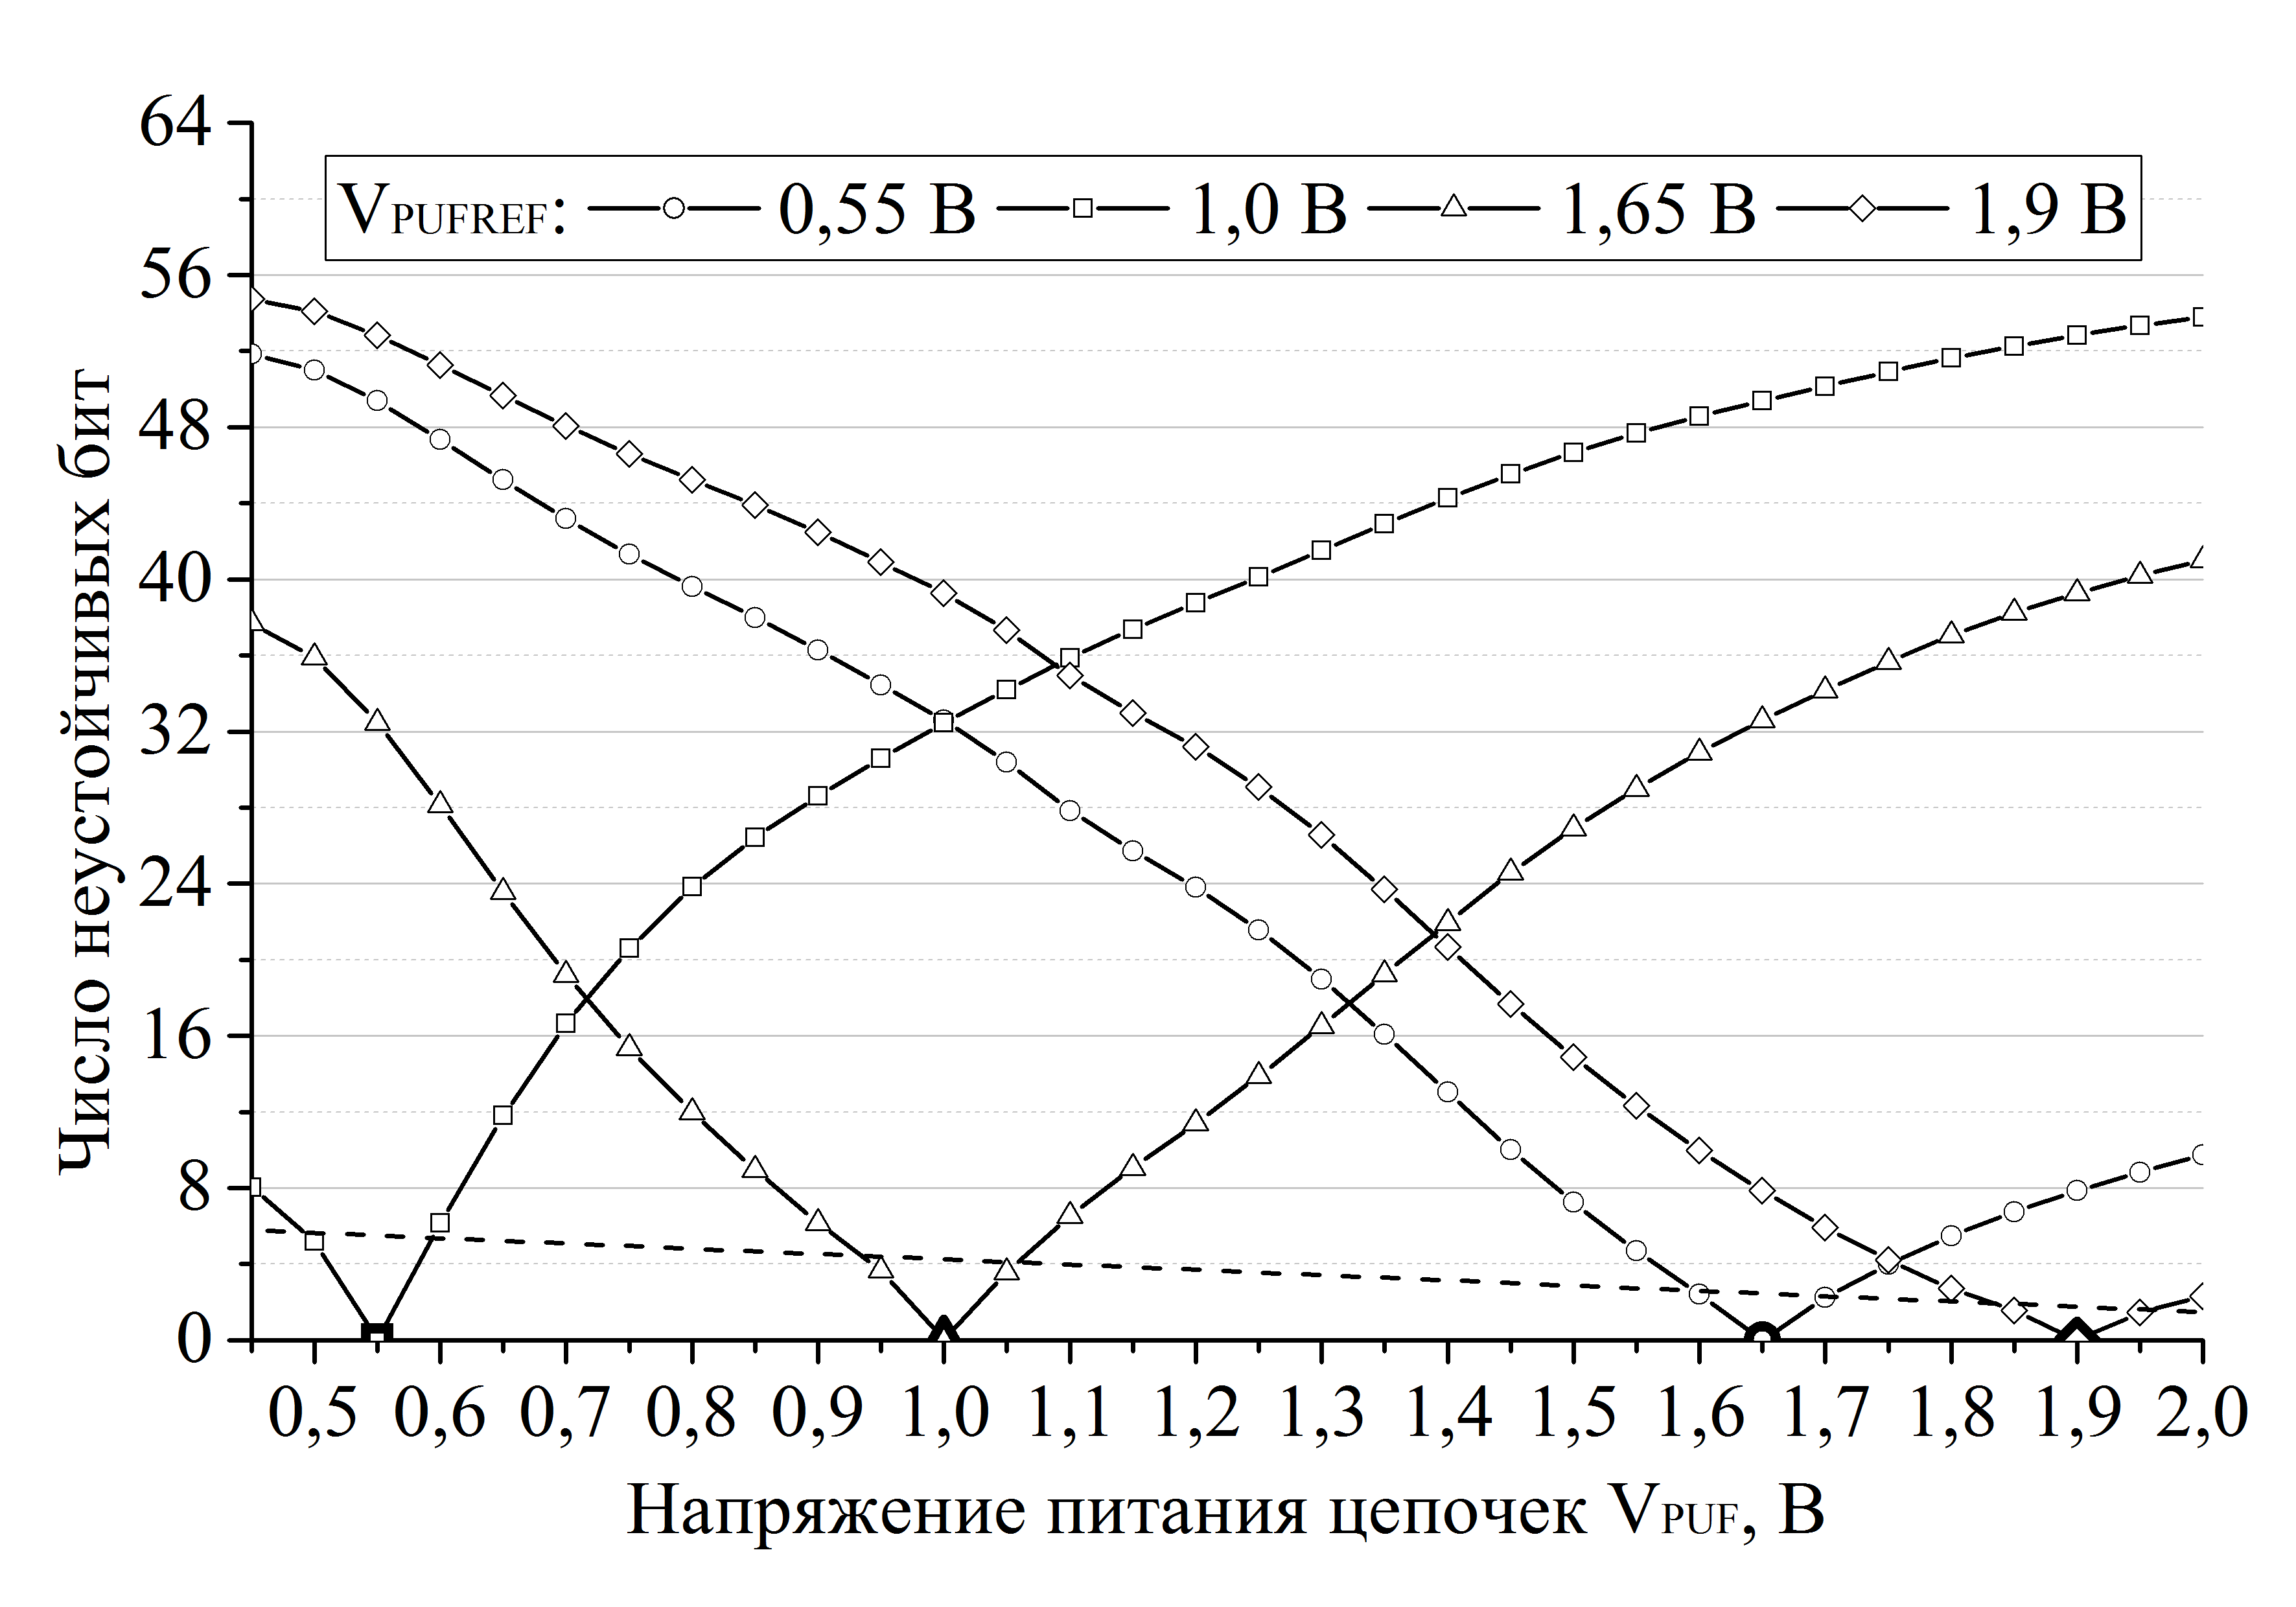 64
56
48
40
32
24
16
8
0
Число неустойчивых бит
VPUFREF: 0,55 В 1,0 В 1,65 В 1,9 В
0,5 0,6 0,7 0,8 0,9 1,0 1,1 1,2 1,3 1,4 1,5 1,6 1,7 1,8 1,9 2,0
Напряжение питания цепочек VPUF, В